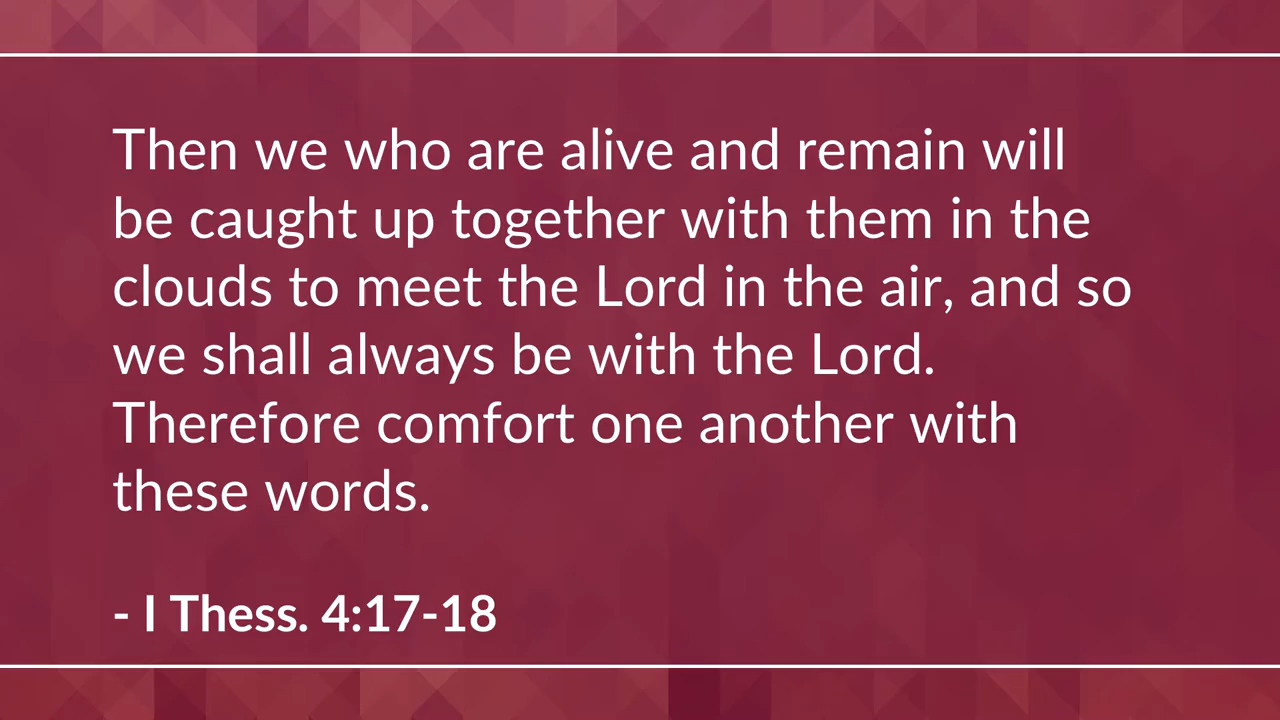 Then we who are alive and remain will
be caught up together with them in the
clouds to meet the Lord in the air, and so
we shall always be with the Lord.
Therefore comfort one another with
these words.
- I Thess. 4:17-18